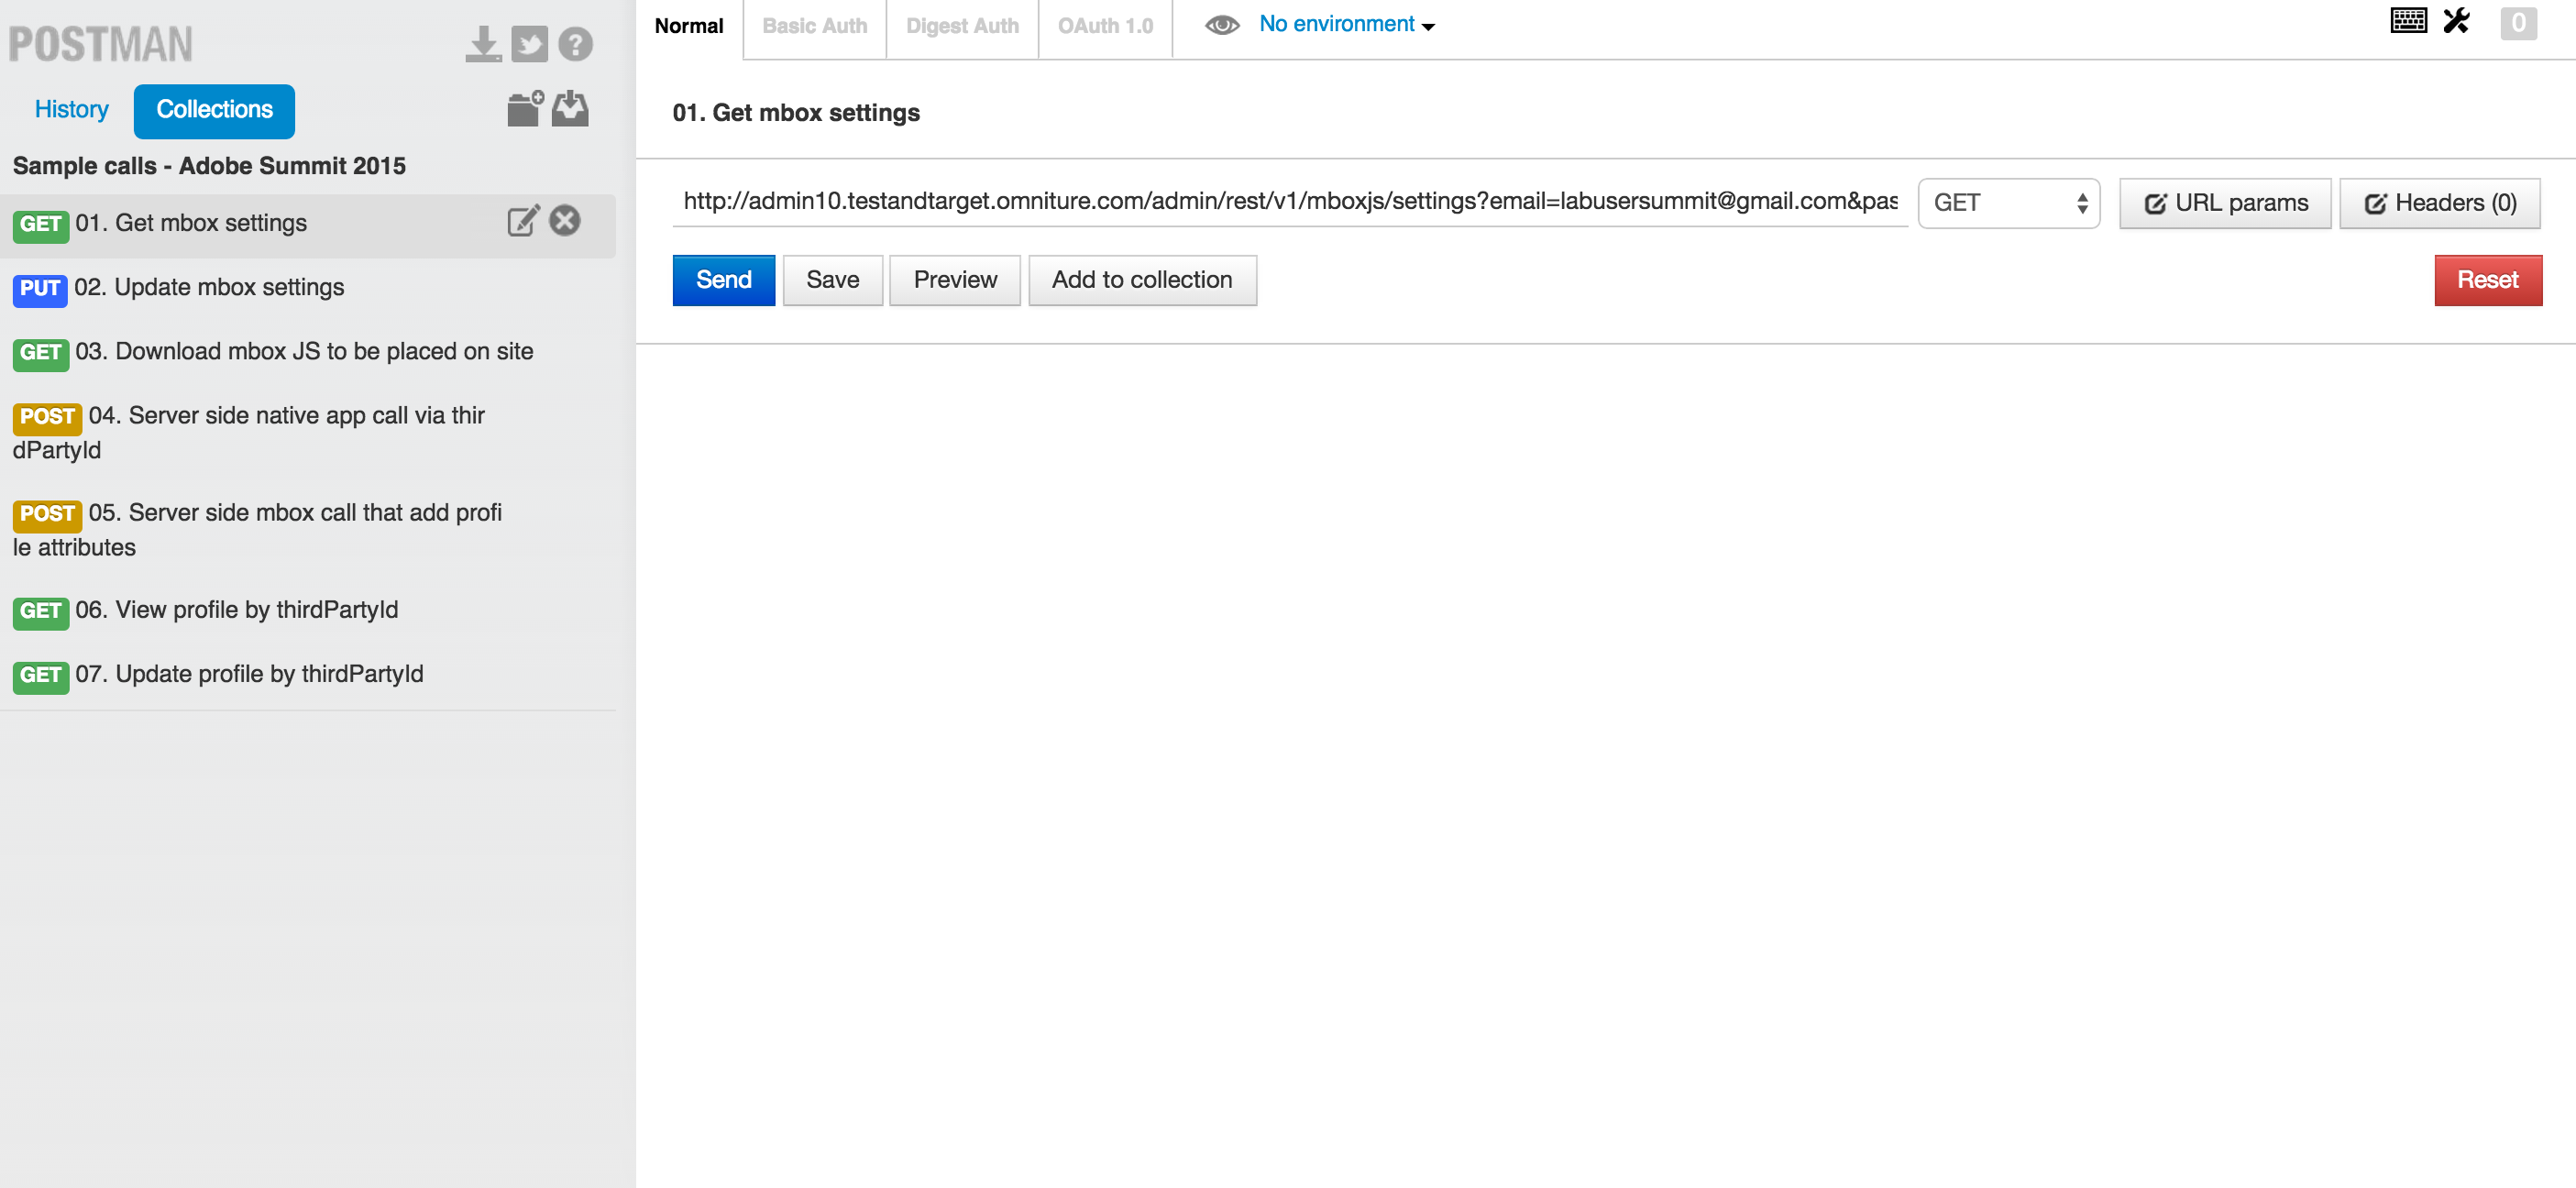 POSTMAN
?
History
Collections
Sample calls - Adobe Summit 2015
GET 01. Get mbox settings
PUT 02. Update mbox settings
GET 03. Download mbox JS to be placed on site
POST 04. Server side native app call via thir
dPartyId
POST 05. Server side mbox call that add profi
le attributes
GET 06. View profile by thirdPartyId
GET 07. Update profile by thirdPartyId
Normal
Basic Auth
Digest Auth
OAuth 1.0
No environment
0
01. Get mbox settings
http://admin10.testandtarget.omniture.com/admin/rest/v1/mboxjs/settings?email=labusersummit@gmail.com&pas
GET
URL params
Headers (0)
Send
Save
Preview
Add to collection
Reset